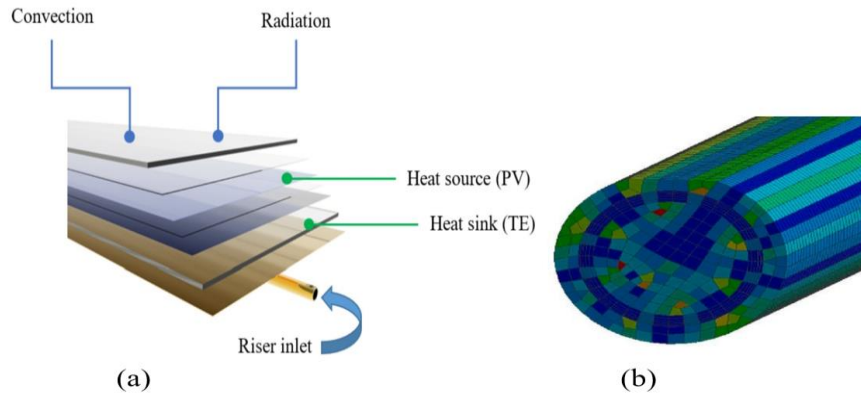 Convection
Radiation
Heat source (PV)
Heat sink (TE)
Riser inlet
(a)
(b)